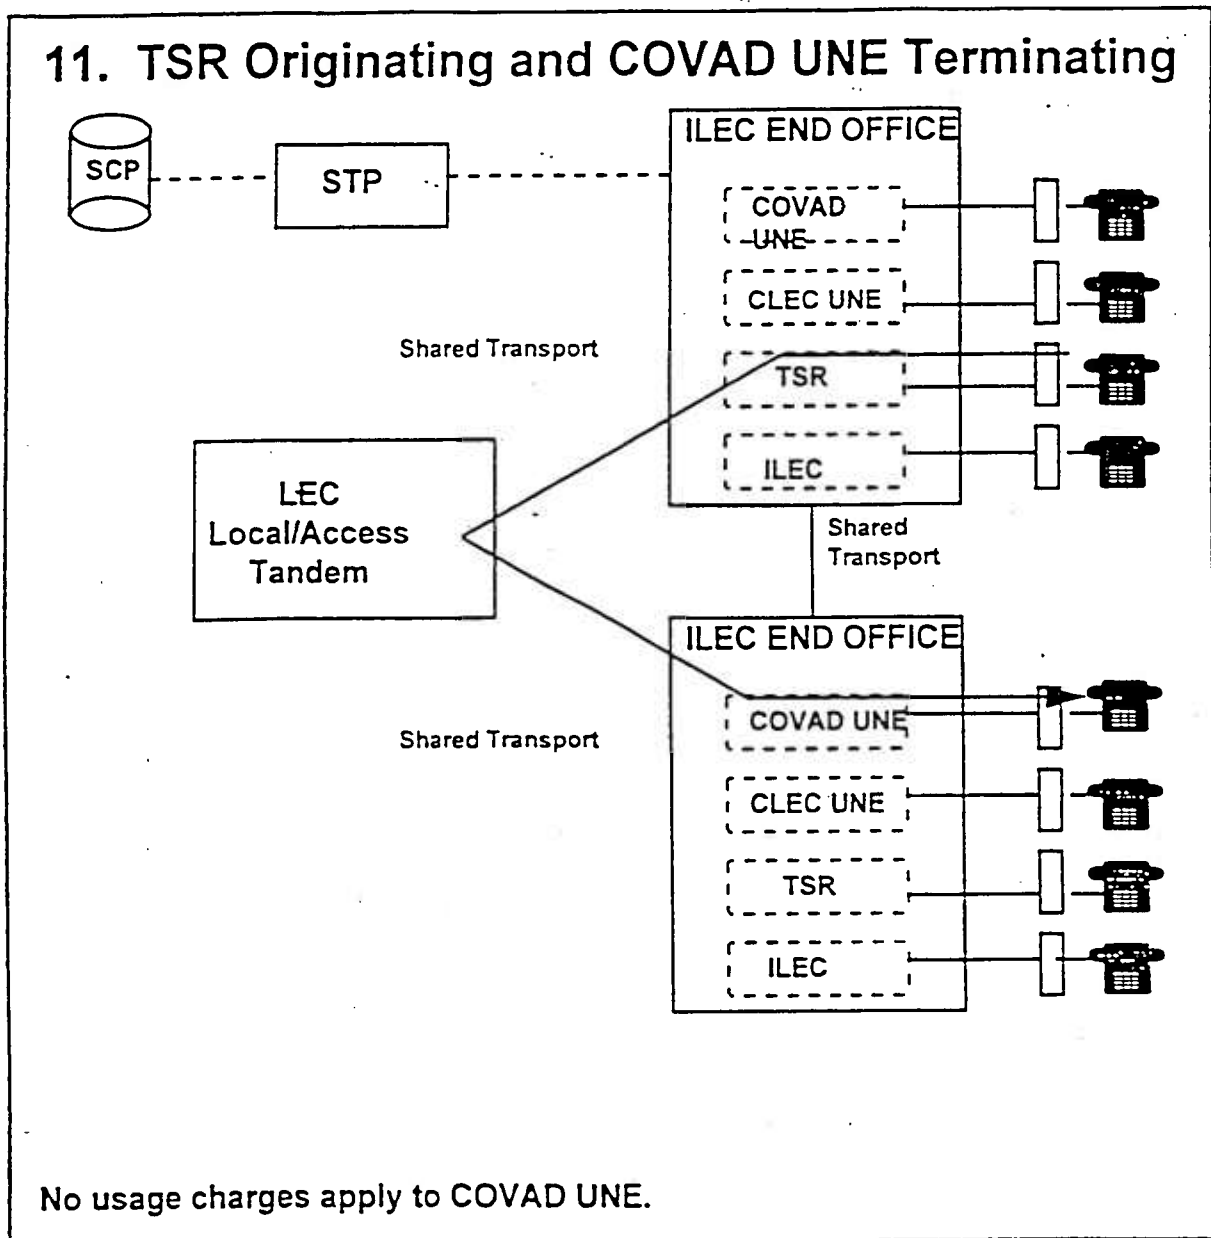 11. TSR Originating and COVAD UNE Terminating
SCP
STP
ILEC END OFFICE
COVAD
UNE
CLEC UNE
TSR
ILEC
Shared Transport
LEC
Local/Access
Tandem
Shared
Transport
ILEC END OFFICE
COVAD UNE
CLEC UNE
TSR
ILEC
Shared Transport
No usage charges apply to COVAD UNE.